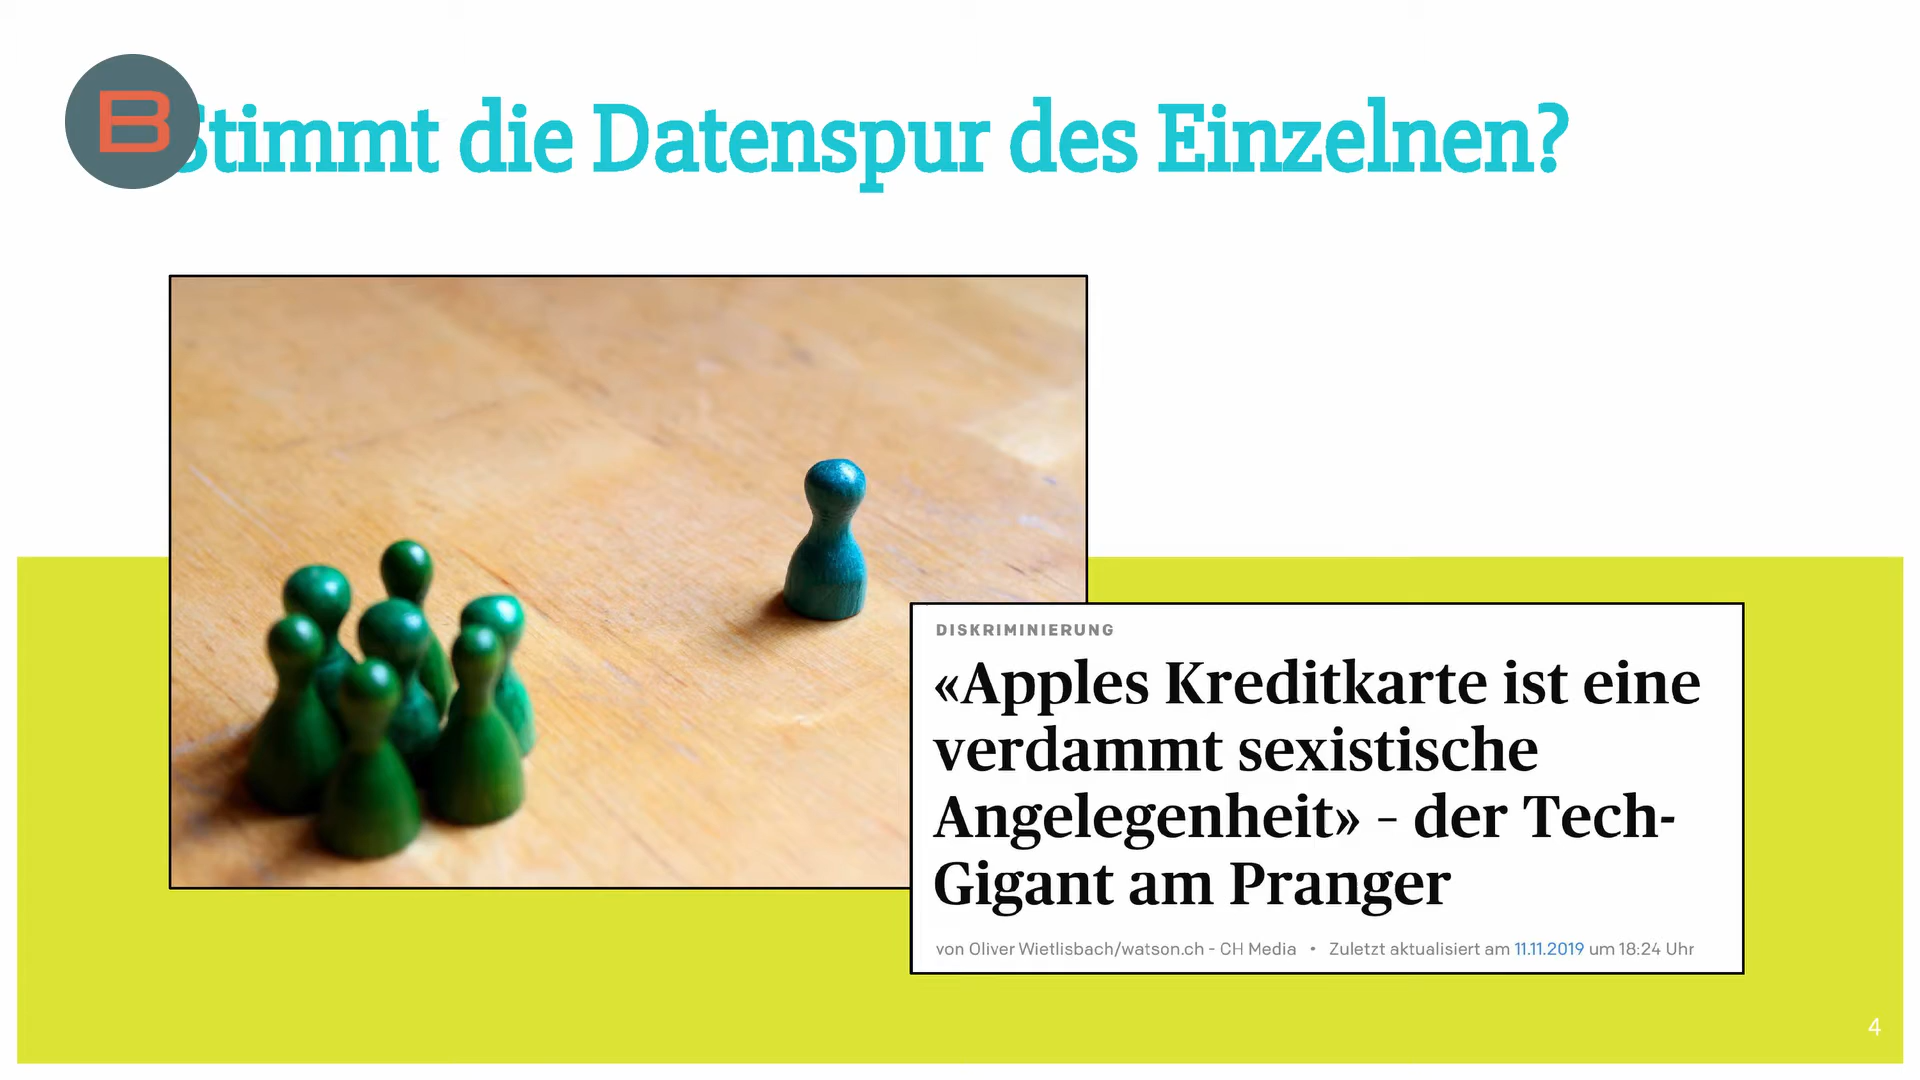 B
Stimmt die Datenspur des Einzelnen?
DISKRIMINIERUNG
«Apples Kreditkarte ist eine
verdammt sexistische
Angelegenheit» – der Tech-
Gigant am Pranger
von Oliver Wietlisbach/watson.ch - CH Media • Zuletzt aktualisiert am 11.11.2019 um 18:24 Uhr
4